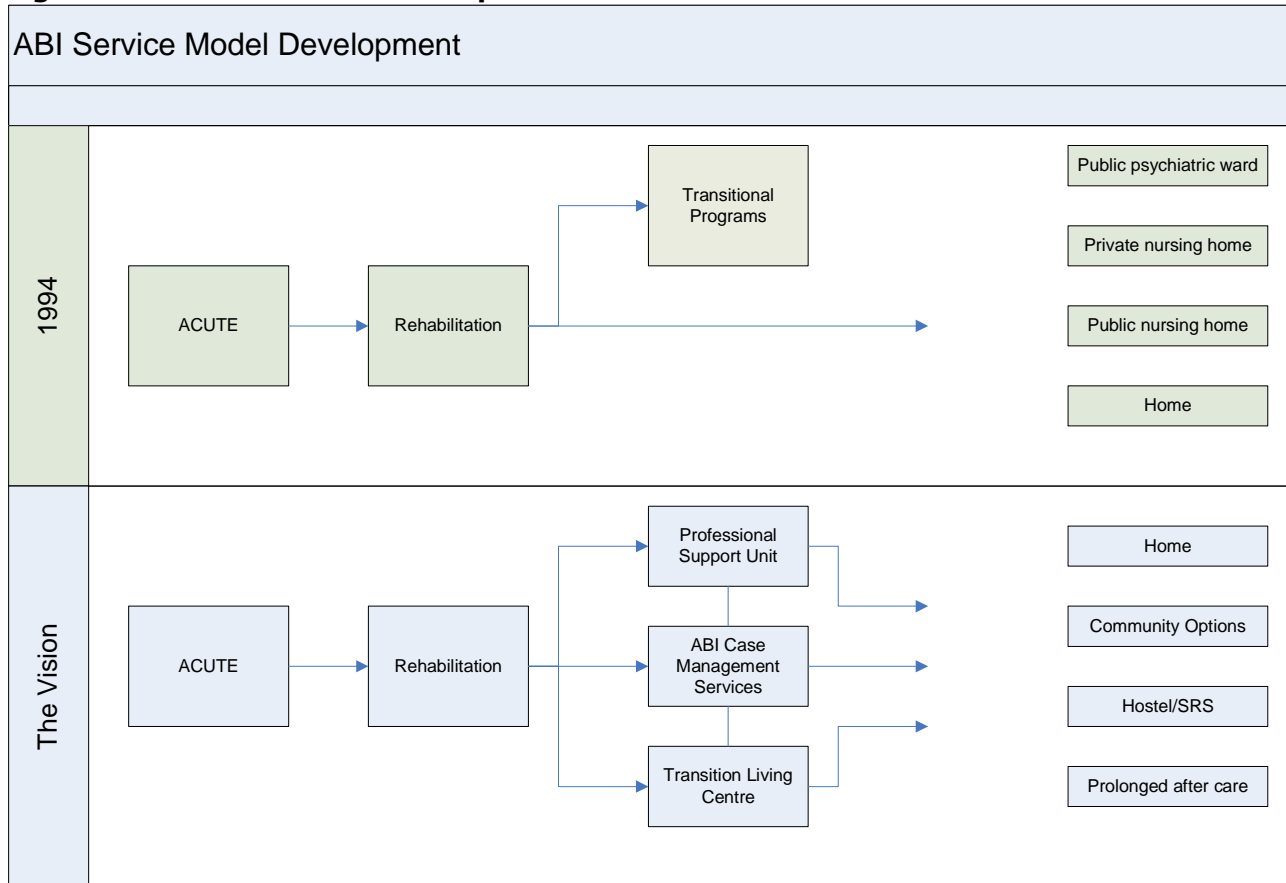 ABI Service Model Development
1994
ACUTE
Rehabilitation
Transitional
Programs
Public psychiatric ward
Private nursing home
Public nursing home
Home
The Vision
ACUTE
Rehabilitation
Professional
Support Unit
ABI Case
Management
Services
Transition Living
Centre
Home
Community Options
Hostel/SRS
Prolonged after care